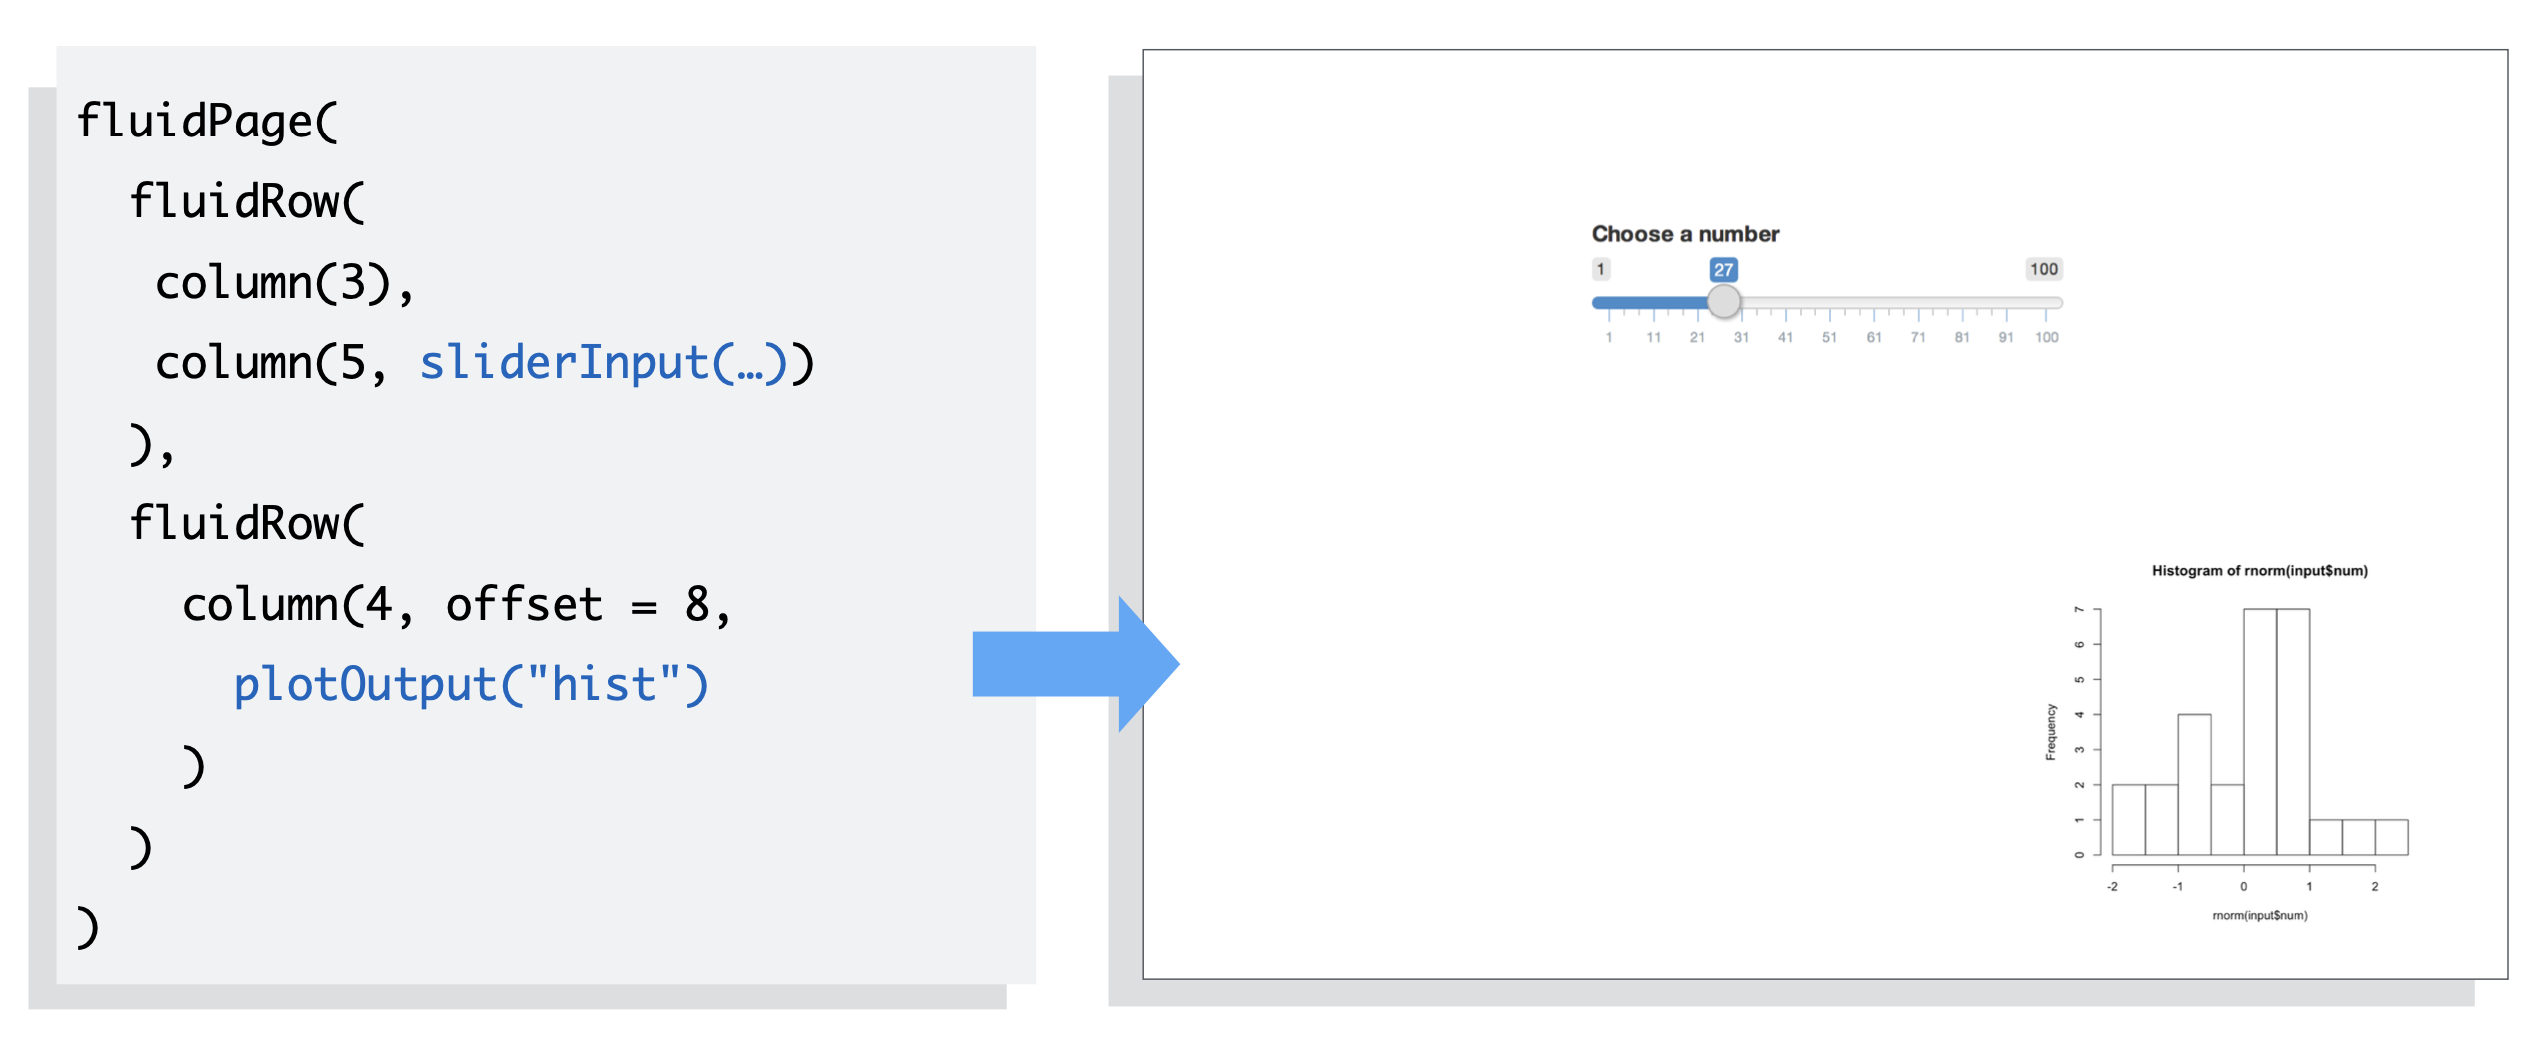 fluidPage(
fluidRow(
column(3),
column(5, sliderInput(…))
),
fluidRow(
column(4, offset = 8,
plotOutput("hist")
)
)
)
Choose a number
1 27 100
1 11 21 31 41 51 61 71 81 91 100
Histogram of rnorm(input$num)
Frequency
7
6
5
4
3
2
1
0
-2 -1 0 1 2
rnorm(input$num)